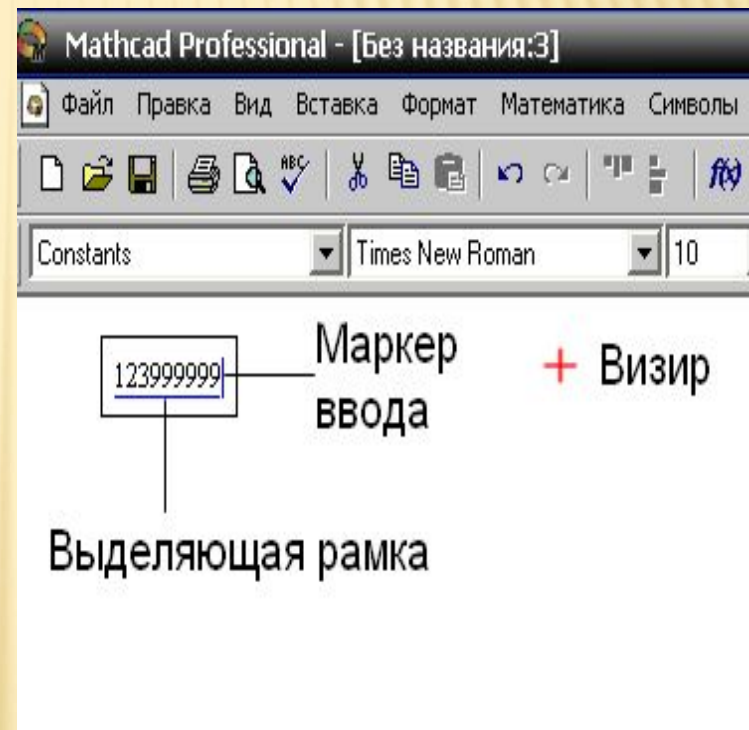 Mathcad Professional - [Без названия:3]
Файл Правка Вид Вставка Формат Математика Символы
ABC
f(x)
Constants Times New Roman 10
123999999
Маркер
ввода
Визир
Выделяющая рамка